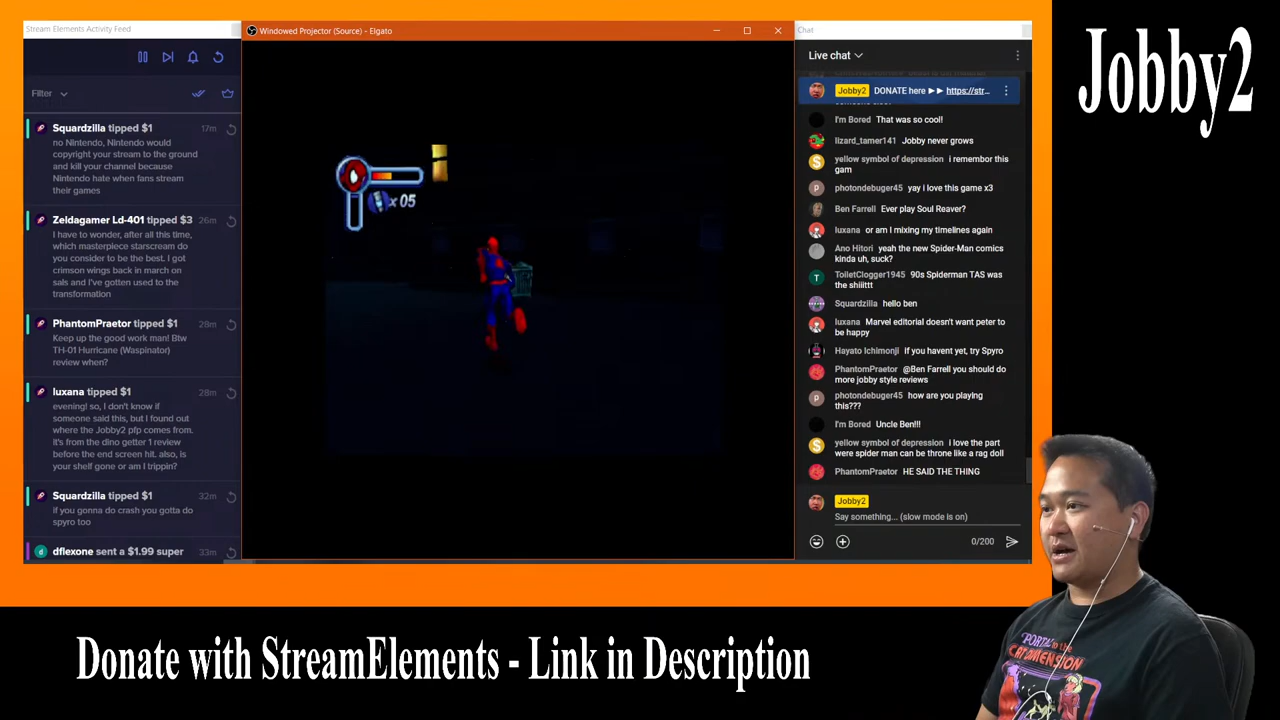 Stream Elements Activity Feed
Filter
Squardzilla tipped $1
17m
no Nintendo, Nintendo would
copyright your stream to the ground
and kill your channel because
Nintendo hate when fans stream
their games
Zeldagamer Ld-401 tipped $3
26m
I have to wonder, after all this time,
which masterpiece starscream do
you consider to be the best. I got
crimson wings back in march on
sals and I've gotten used to the
transformation
PhantomPraetor tipped $1
28m
Keep up the good work man! Btw
TH-01 Hurricane (Waspinator)
review when?
luxana tipped $1
28m
evening! so, I don't know if
someone said this, but I found out
where the Jobby2 pfp comes from.
It's from the dino getter 1 review
before the end screen hit. also, is
your shelf gone or am I trippin?
Squardzilla tipped $1
32m
if you gonna do crash you gotta do
spyro too
d
dflexone sent a $1.99 super
33m
Windowed Projector (Source) - Elgato
x 05
Chat
Live chat
Jobby2 DONATE here ►► https://str...
I'm Bored That was so cool!
lizard_tamer141 Jobby never grows
yellow symbol of depression i remember this
gam
photondebuger45 yay i love this game x3
Ben Farrell Ever play Soul Reaver?
luxana or am I mixing my timelines again
Ano Hitori yeah the new Spider-Man comics
kinda uh, suck?
ToiletClogger1945 90s Spiderman TAS was
the shiiittt
Squardzilla hello ben
luxana Marvel editorial doesn't want peter to
be happy
Hayato Ichimonji If you havent yet, try Spyro
PhantomPraetor @Ben Farrell you should do
more jobby style reviews
photondebuger45 how are you playing
this???
I'm Bored Uncle Ben!!!
yellow symbol of depression i love the part
were spider man can be throne like a rag doll
PhantomPraetor HE SAID THE THING
Jobby2
Say something... (slow mode is on)
0/200
Jobby2
PORTAL to the
CAT DIMENSION
Donate with StreamElements - Link in Description